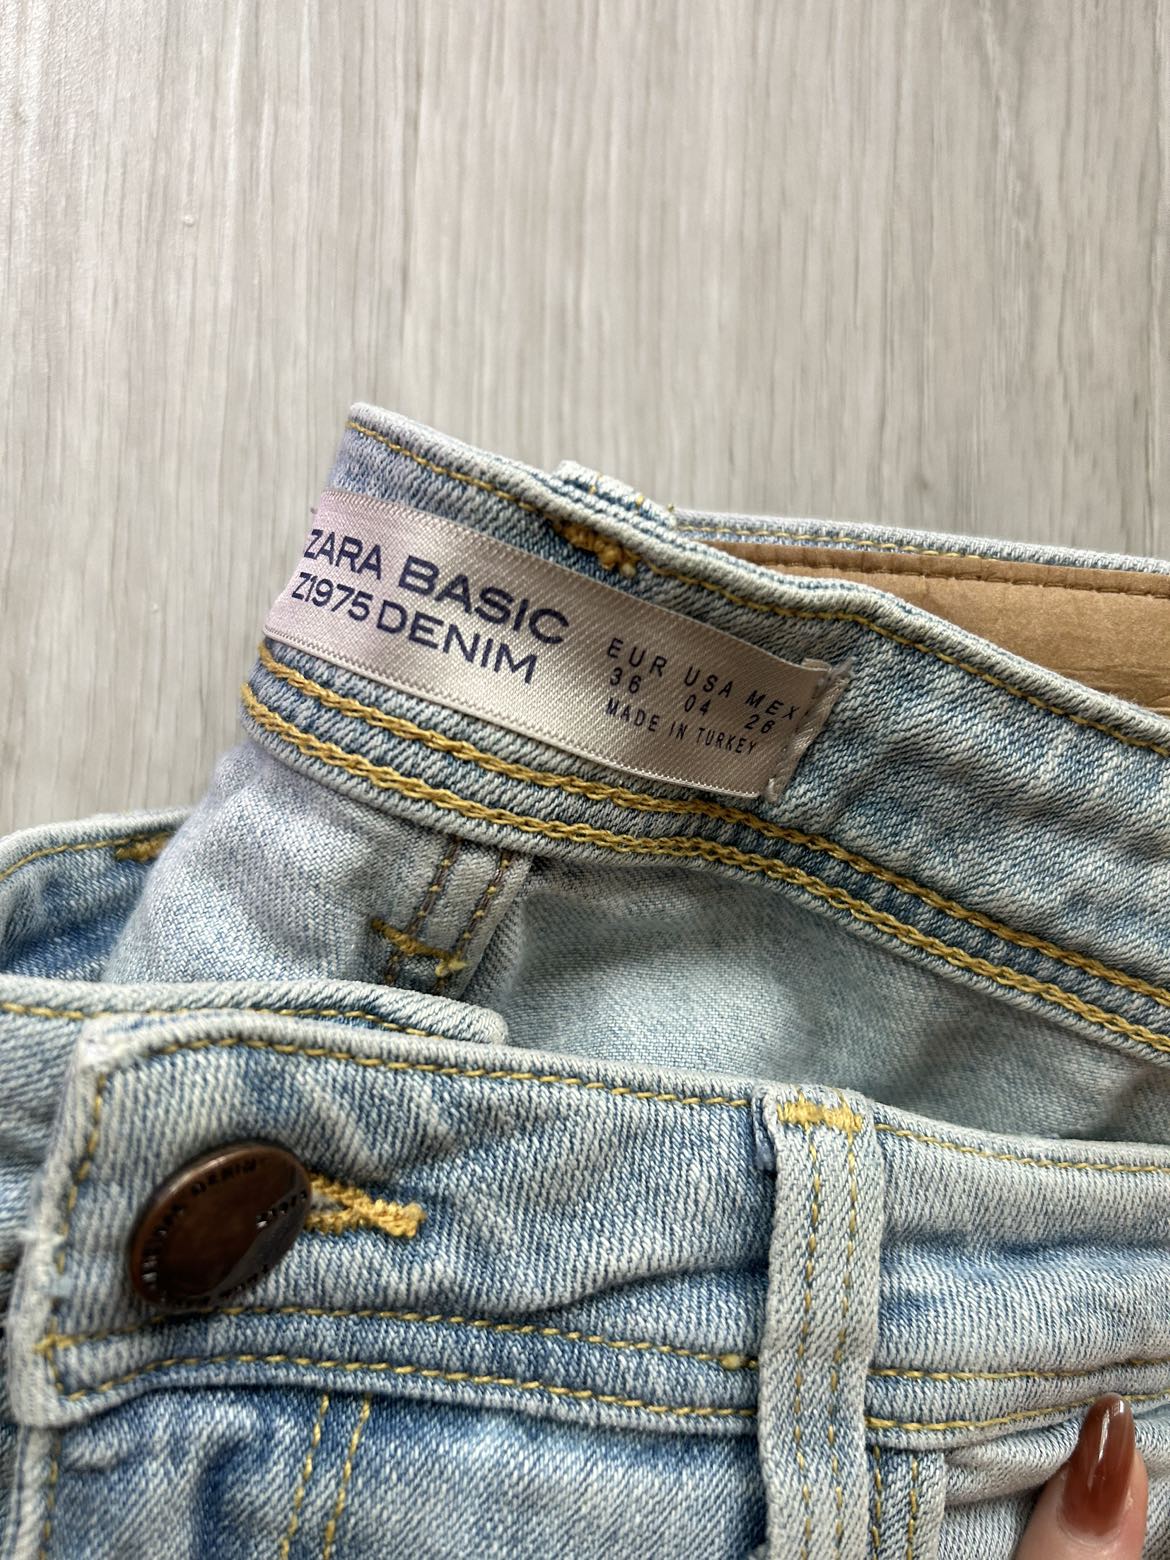 ZARA BASIC
Z1975 DENIM
EUR USA MEX
36 04 26
MADE IN TURKEY